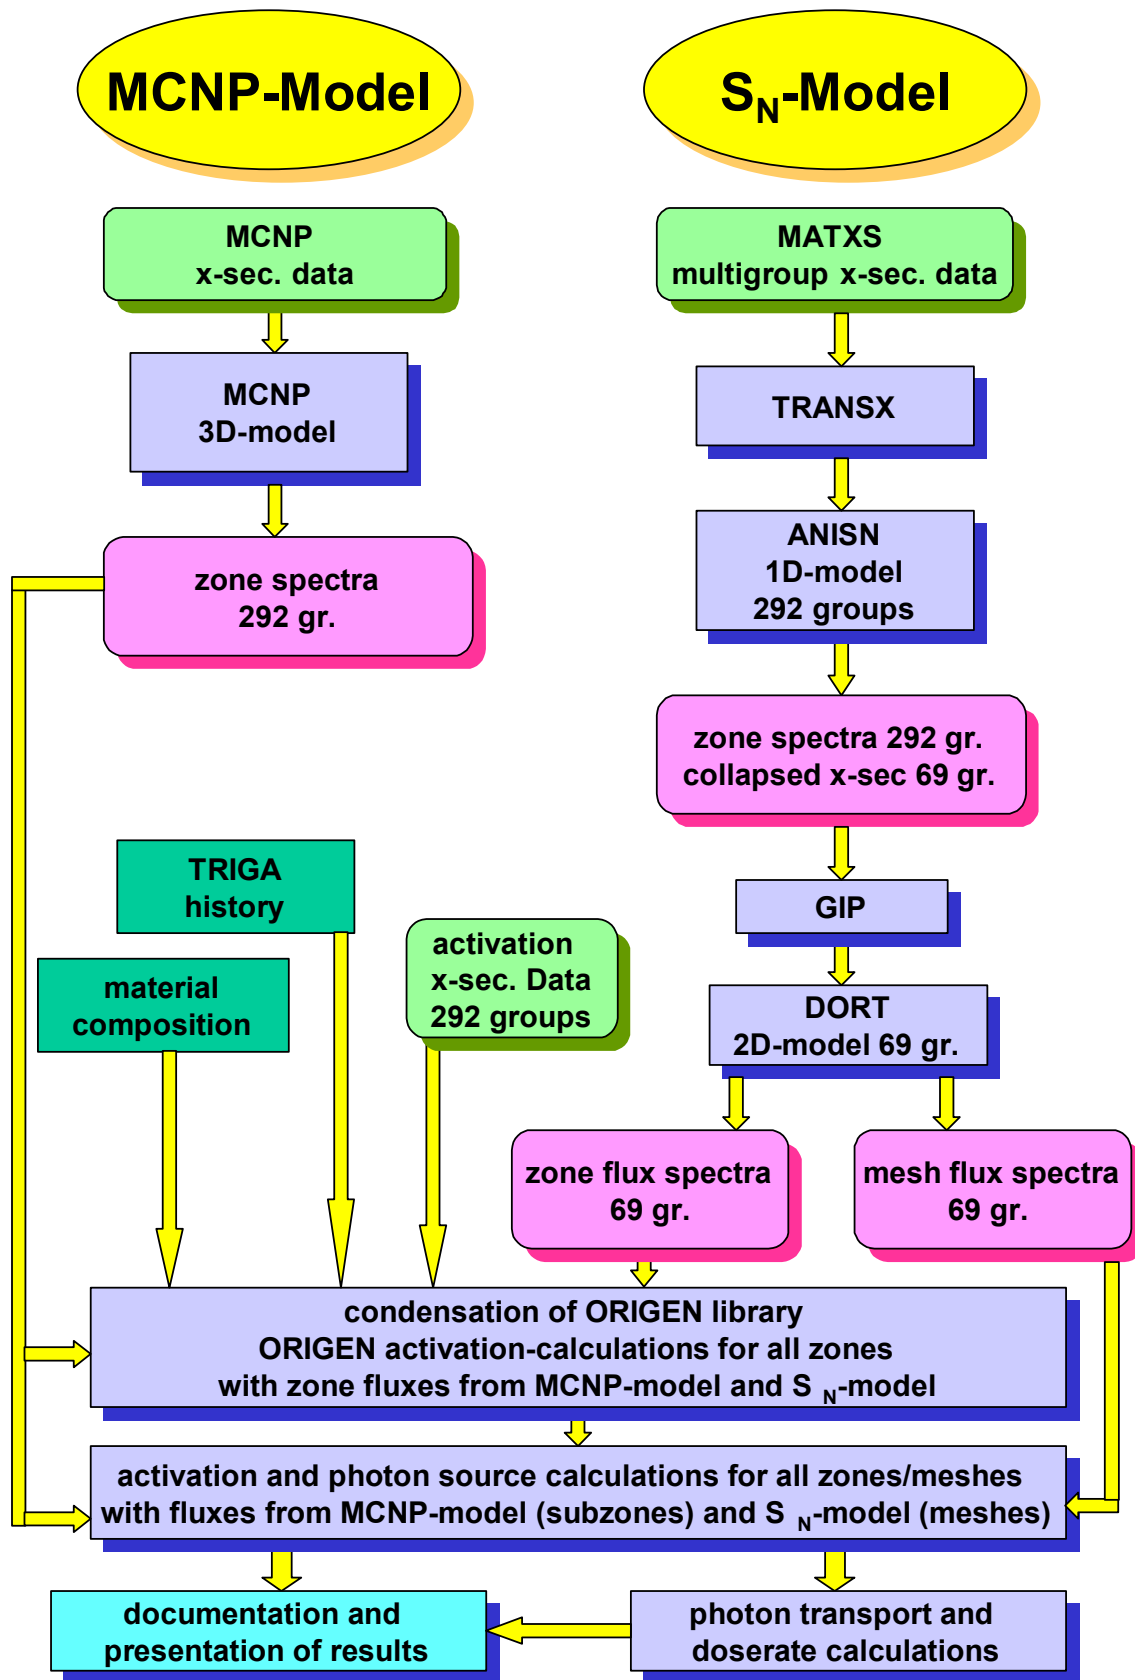 MCNP-Model
S_N-Model
MCNP
x-sec. data
MATXS
multigroup x-sec. data
MCNP
3D-model
TRANSX
ANISN
1D-model
292 groups
zone spectra
292 gr.
zone spectra 292 gr.
collapsed x-sec 69 gr.
TRIGA
history
GIP
activation
x-sec. Data
292 groups
material
composition
DORT
2D-model 69 gr.
zone flux spectra
69 gr.
mesh flux spectra
69 gr.
condensation of ORIGEN library
ORIGEN activation-calculations for all zones
with zone fluxes from MCNP-model and S_N-model
activation and photon source calculations for all zones/meshes
with fluxes from MCNP-model (subzones) and S_N-model (meshes)
documentation and
presentation of results
photon transport and
doserate calculations